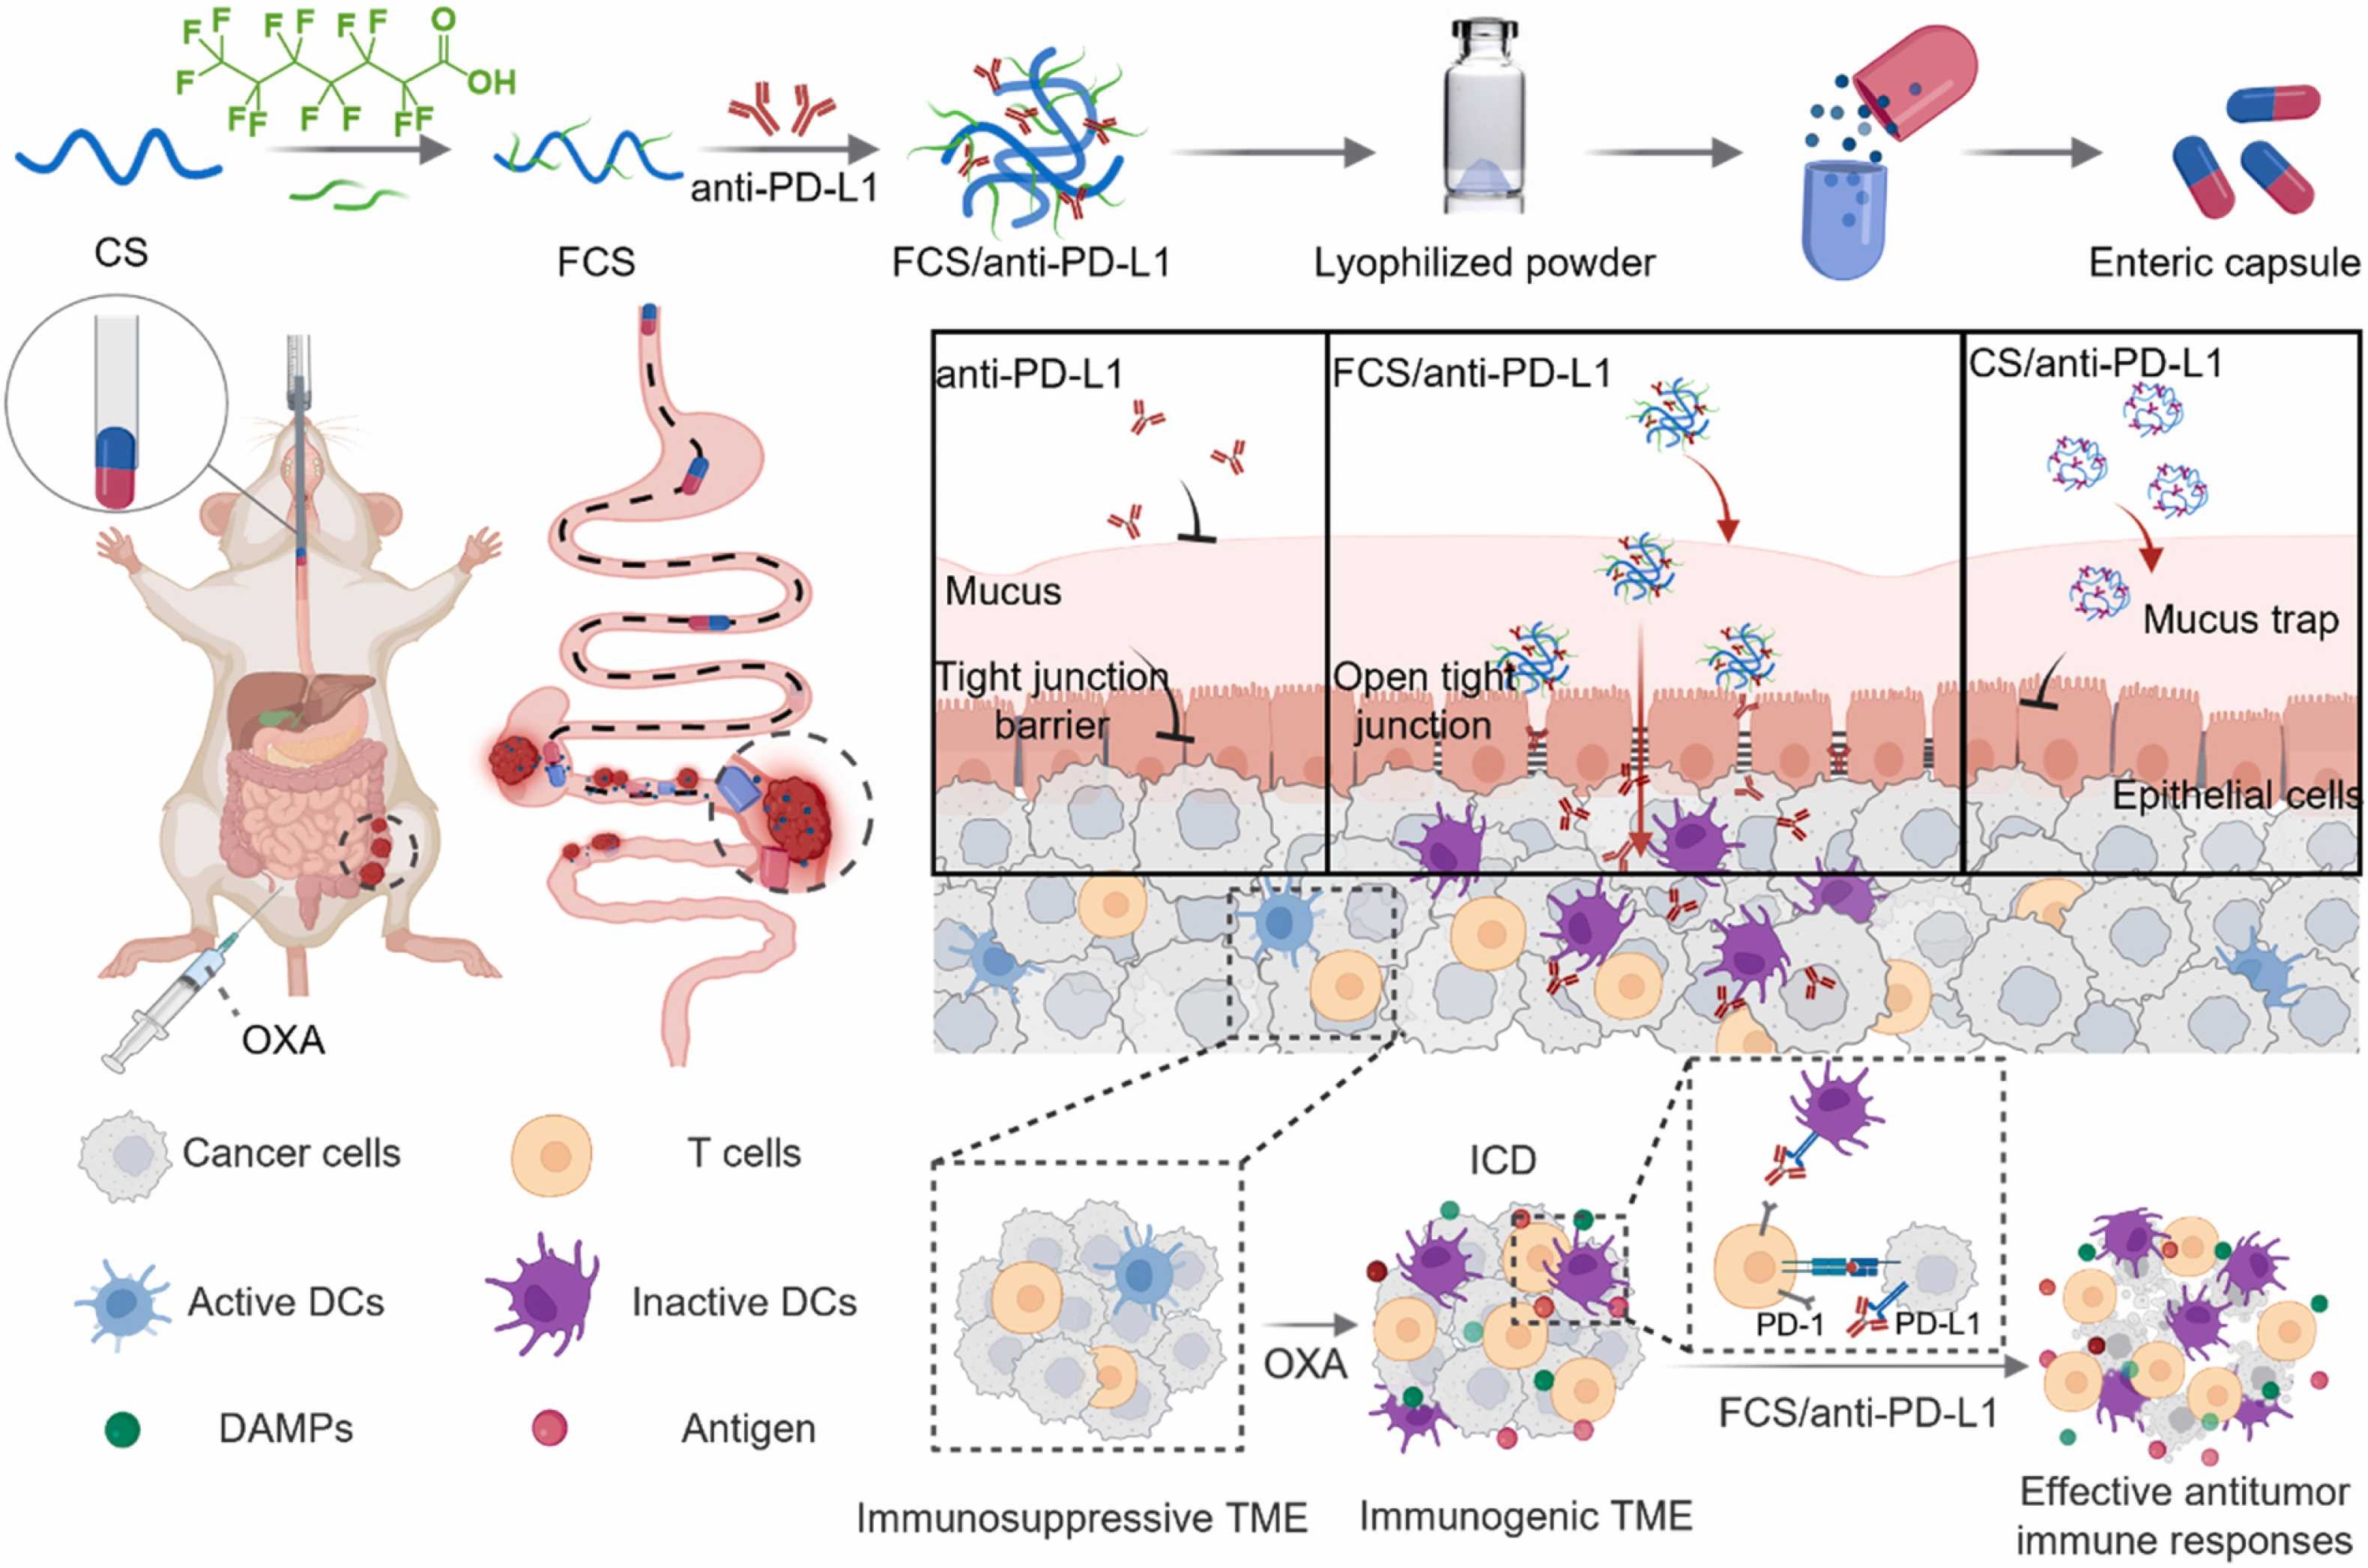 F F F F F F O
F OH
F F F F F F
anti-PD-L1
CS
FCS
FCS/anti-PD-L1
Lyophilized powder
Enteric capsule
anti-PD-L1
FCS/anti-PD-L1
CS/anti-PD-L1
Mucus
Mucus trap
Tight junction
barrier
Open tight
junction
Epithelial cells
OXA
Cancer cells
T cells
Active DCs
Inactive DCs
DAMPs
Antigen
ICD
OXA
PD-1
PD-L1
FCS/anti-PD-L1
Immunosuppressive TME
Immunogenic TME
Effective antitumor
immune responses